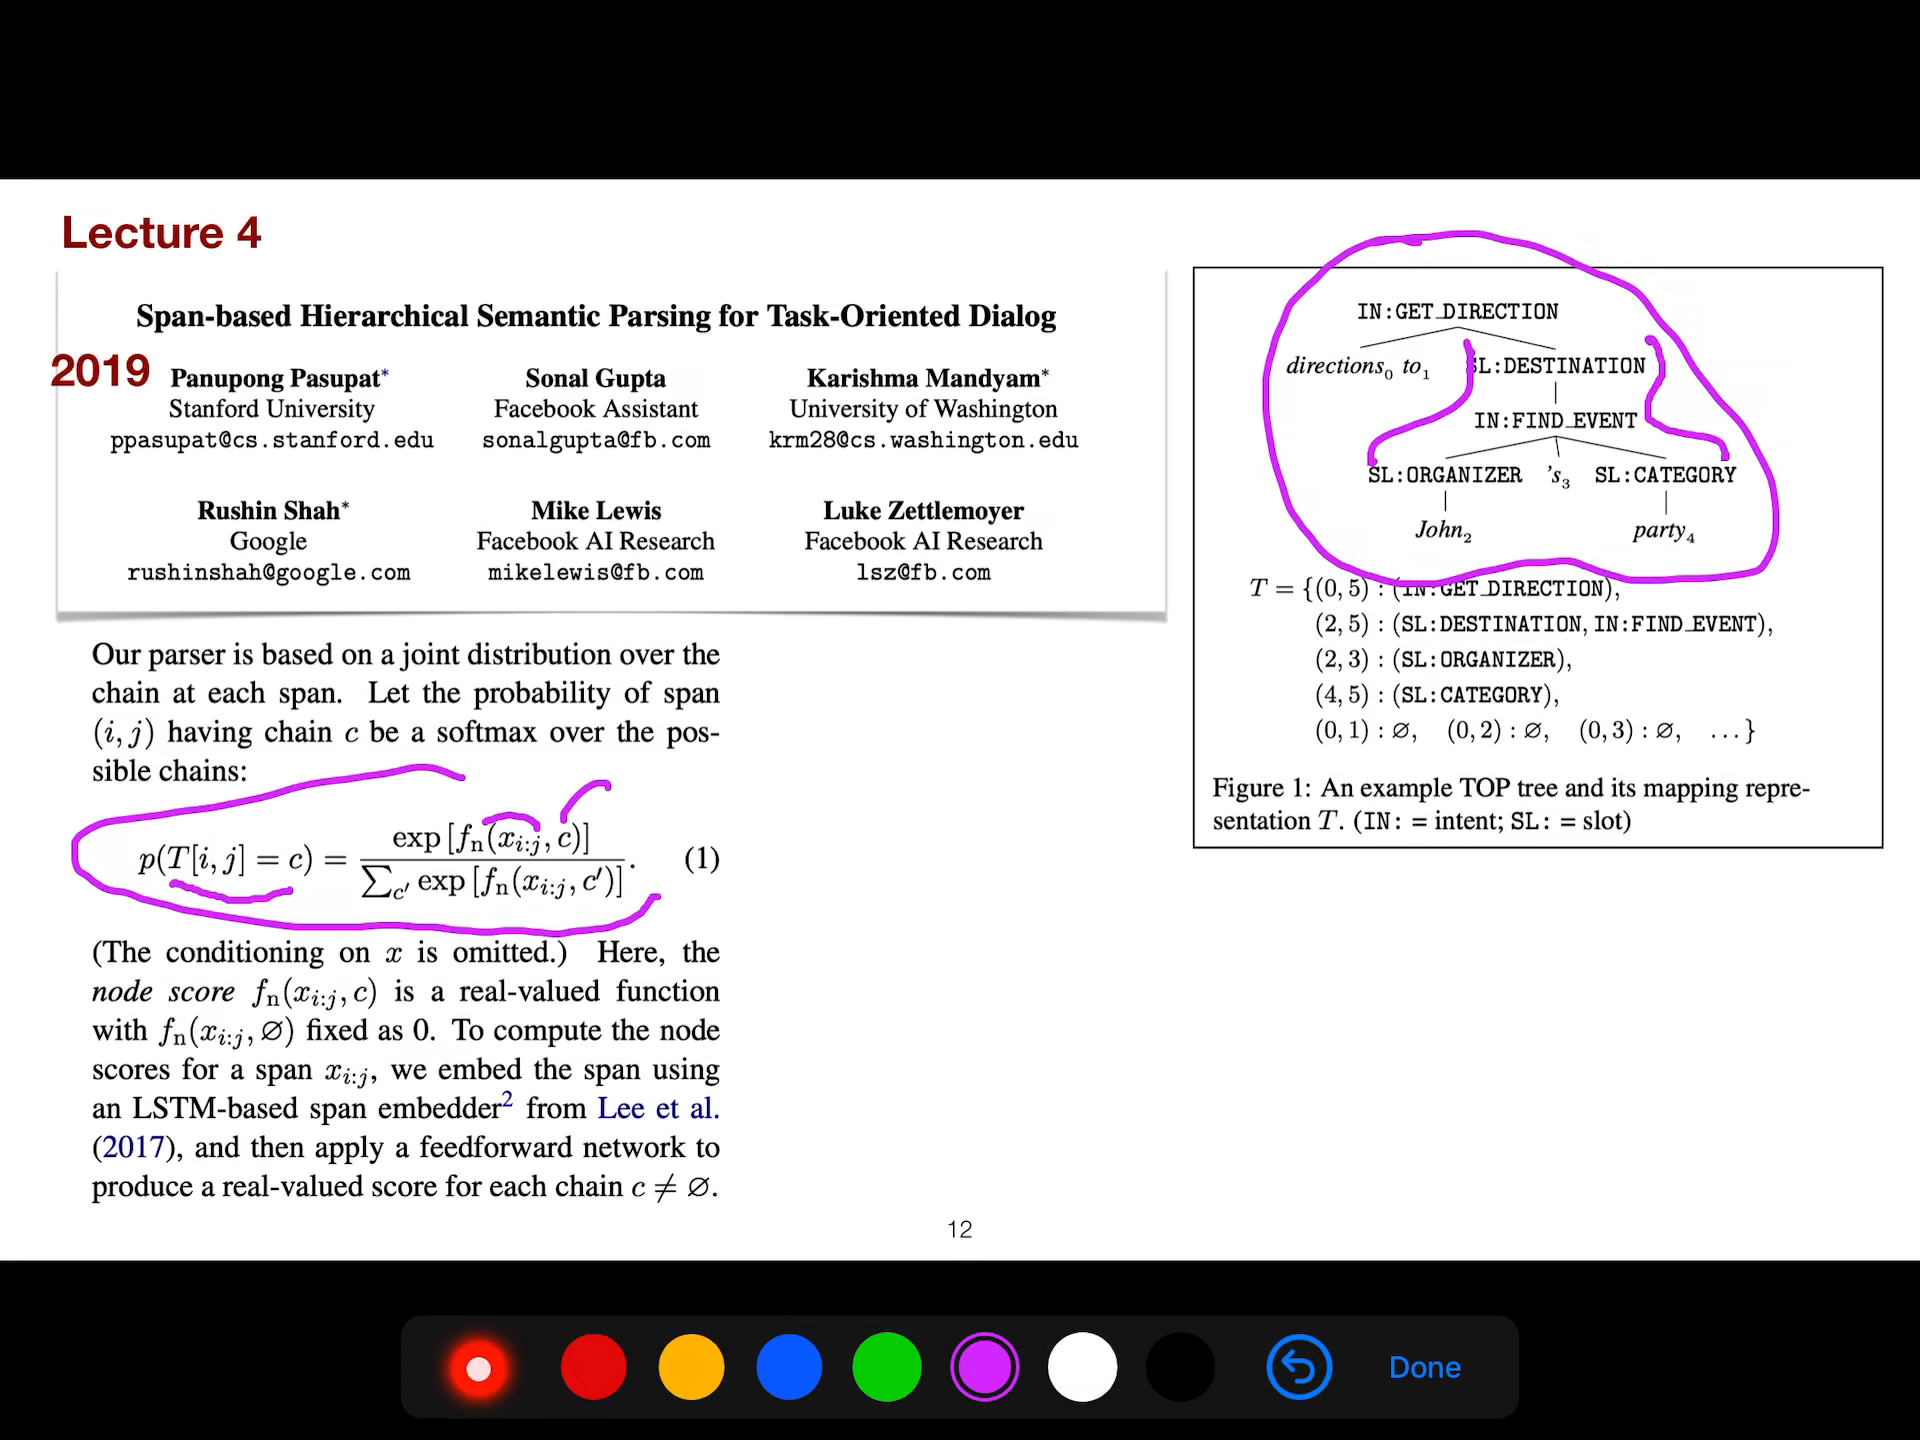 Lecture 4
Span-based Hierarchical Semantic Parsing for Task-Oriented Dialog
2019
Panupong Pasupat* Sonal Gupta Karishma Mandyam*
Stanford University Facebook Assistant University of Washington
ppasupat@cs.stanford.edu sonalgupta@fb.com krm28@cs.washington.edu
Rushin Shah* Mike Lewis Luke Zettlemoyer
Google Facebook AI Research Facebook AI Research
rushinshah@google.com mikelewis@fb.com lsz@fb.com
Our parser is based on a joint distribution over the
chain at each span. Let the probability of span
(i, j) having chain c be a softmax over the pos-
sible chains:
p(T[i, j] = c) = exp [fₙ(x_{i:j}, c)] / ∑_{c′} exp [fₙ(x_{i:j}, c′)] . (1)
(The conditioning on x is omitted.) Here, the
node score fₙ(x_{i:j}, c) is a real-valued function
with fₙ(x_{i:j}, ∅) fixed as 0. To compute the node
scores for a span x_{i:j}, we embed the span using
an LSTM-based span embedder² from Lee et al.
(2017), and then apply a feedforward network to
produce a real-valued score for each chain c ≠ ∅.
IN:GET_DIRECTION
directions₀ to₁ SL:DESTINATION
IN:FIND_EVENT
SL:ORGANIZER 's₃ SL:CATEGORY
John₂ party₄
T = {(0, 5) : (IN:GET_DIRECTION),
(2, 5) : (SL:DESTINATION, IN:FIND_EVENT),
(2, 3) : (SL:ORGANIZER),
(4, 5) : (SL:CATEGORY),
(0, 1) : ∅, (0, 2) : ∅, (0, 3) : ∅, ...}
Figure 1: An example TOP tree and its mapping repre-
sentation T. (IN: = intent; SL: = slot)
12
Done